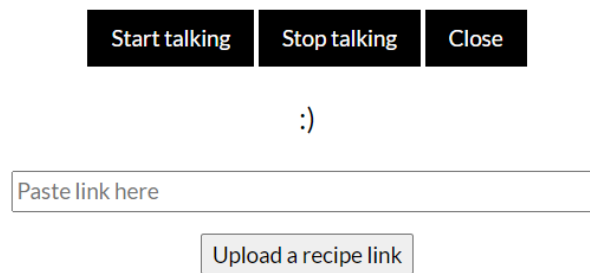 Start talking Stop talking Close
:)
Paste link here
Upload a recipe link